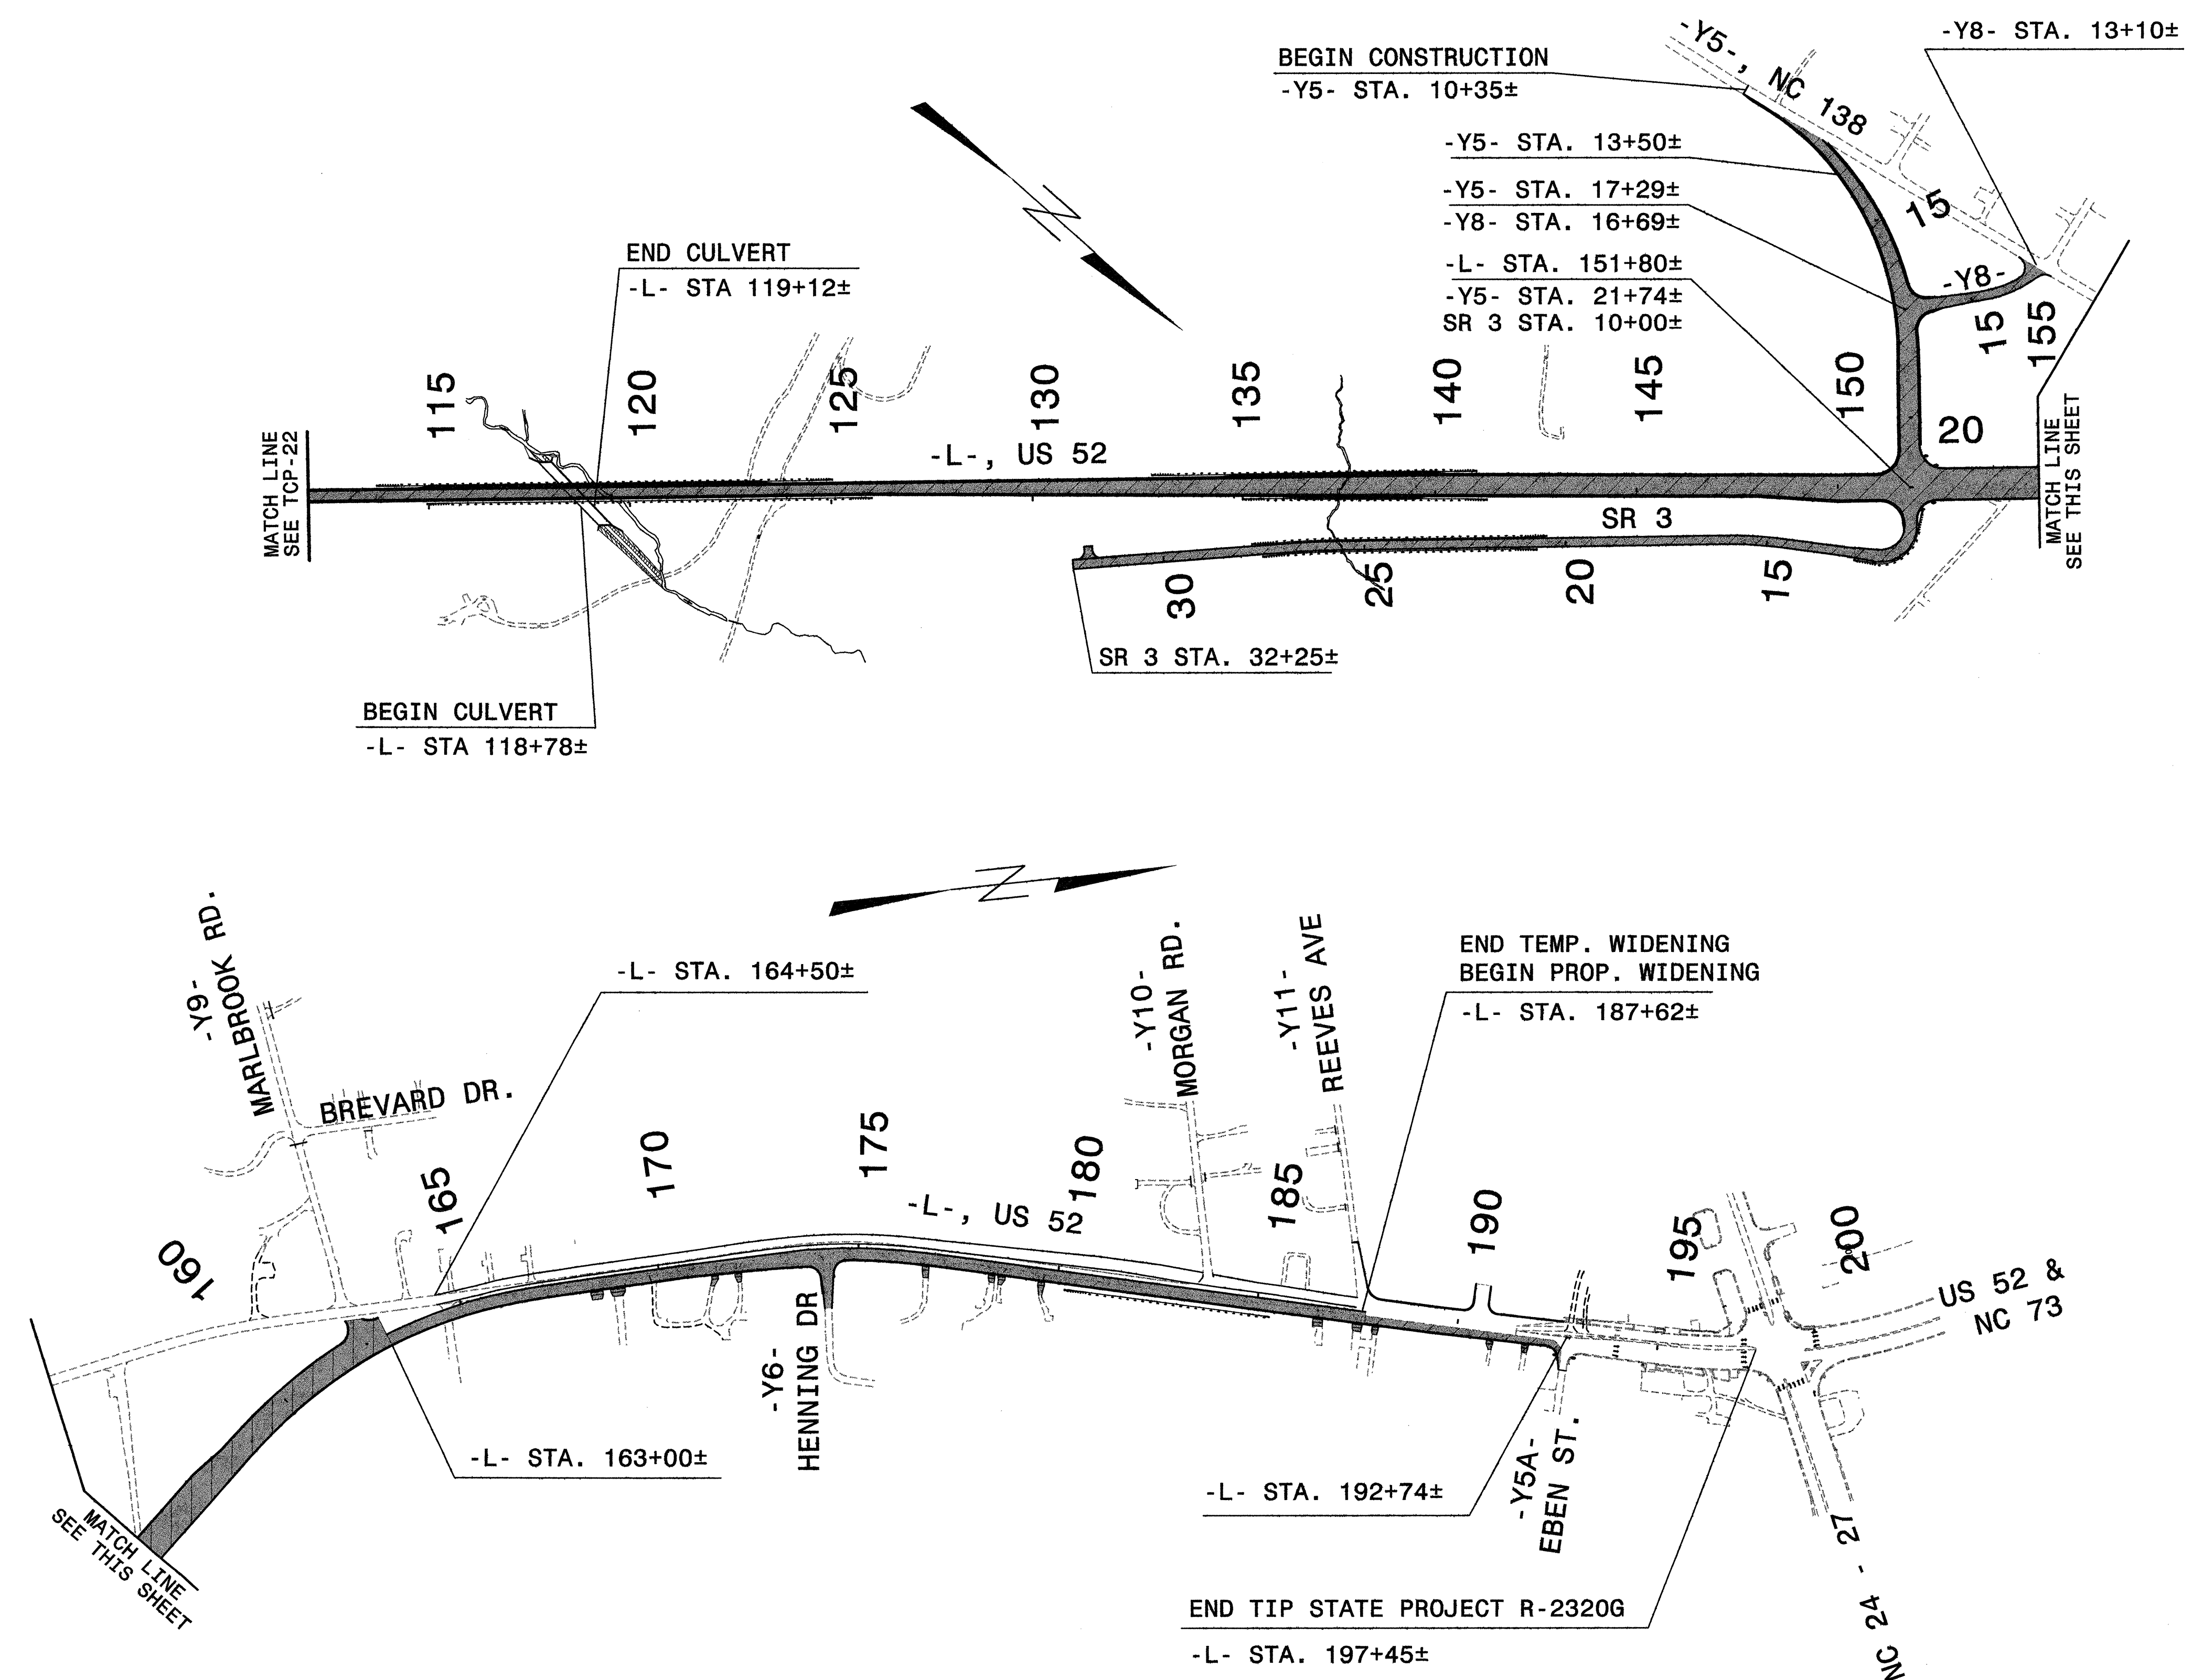 -Y8- STA. 13+10±
-Y5-, NC 138
BEGIN CONSTRUCTION
-Y5- STA. 10+35±
-Y5- STA. 13+50±
-Y5- STA. 17+29±
-Y8- STA. 16+69±
-L- STA. 151+80±
-Y5- STA. 21+74±
SR 3 STA. 10+00±
15
-Y8-
15
155
END CULVERT
-L- STA 119+12±
115
120
125
130
135
140
145
150
20
-L-, US 52
MATCH LINE
SEE TCP-22
MATCH LINE
SEE THIS SHEET
SR 3
30
25
20
15
SR 3 STA. 32+25±
BEGIN CULVERT
-L- STA 118+78±
N
N
-Y9-
MARLBROOK RD.
BREVARD DR.
-L- STA. 164+50±
-Y10-
MORGAN RD.
-Y11-
REEVES AVE
END TEMP. WIDENING
BEGIN PROP. WIDENING
-L- STA. 187+62±
160
165
170
175
180
185
190
195
200
-L-, US 52
US 52 &
NC 73
-Y6-
HENNING DR
-L- STA. 163+00±
MATCH LINE
SEE THIS SHEET
-L- STA. 192+74±
-Y5A-
EBEN ST.
NC 24 - 27
END TIP STATE PROJECT R-2320G
-L- STA. 197+45±